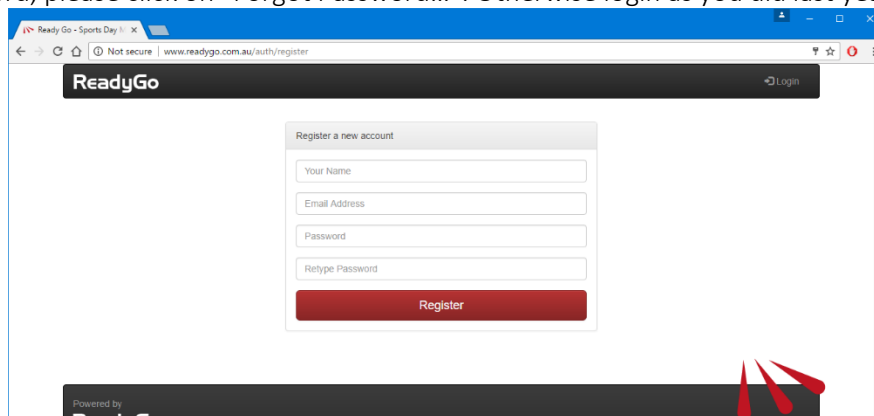 please click on "Forgot Password...". Otherwise login as you did last
Ready Go - Sports Day
Not secure | www.readygo.com.au/auth/register
ReadyGo
Login
Register a new account
Your Name
Email Address
Password
Retype Password
Register
Powered by